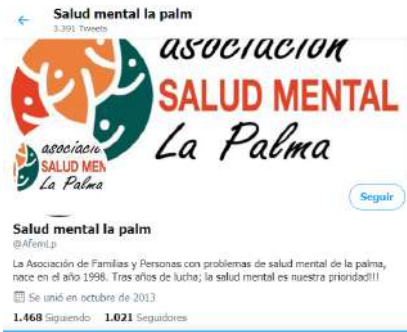 Salud mental la palm
3.391 Tweets
asociación
SALUD MENTAL
La Palma
asociació
SALUD MEN
La Palma
Seguir
Salud mental la palm
@AfemLp
La Asociación de Familias y Personas con problemas de salud mental de la palma,
nace en el año 1998. Tras años de lucha; la salud mental es nuestra prioridad!!!
Se unió en octubre de 2013
1.468 Siguiendo 1.021 Seguidores